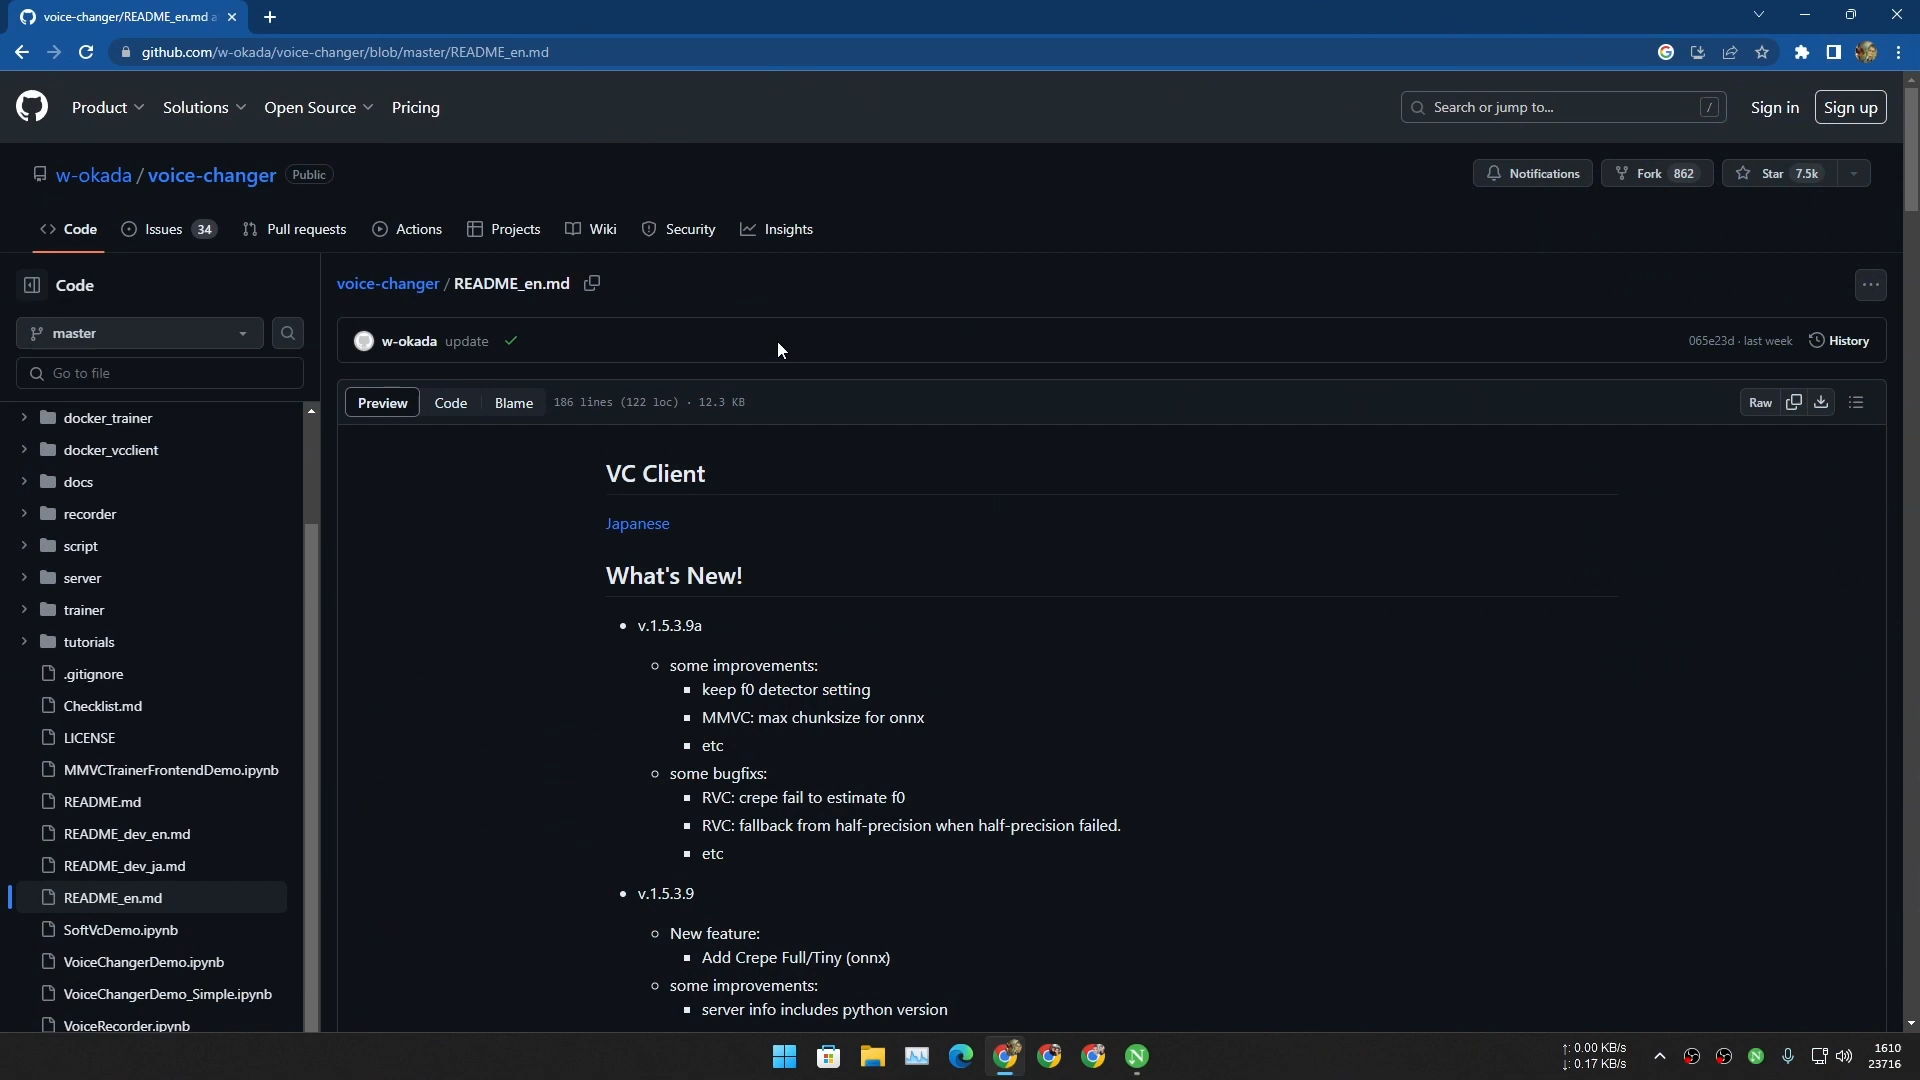 voice-changer/README_en.md a
github.com/w-okada/voice-changer/blob/master/README_en.md
Product Solutions Open Source Pricing
Search or jump to... /
Sign in Sign up
w-okada / voice-changer Public
Notifications Fork 862 Star 7.5k
Code Issues 34 Pull requests Actions Projects Wiki Security Insights
Code
master
Go to file
docker_trainer
docker_vcclient
docs
recorder
script
server
trainer
tutorials
.gitignore
Checklist.md
LICENSE
MMVCTrainerFrontendDemo.ipynb
README.md
README_dev_en.md
README_dev_ja.md
README_en.md
SoftVcDemo.ipynb
VoiceChangerDemo.ipynb
VoiceChangerDemo_Simple.ipynb
VoiceRecorder.ipynb
voice-changer / README_en.md
w-okada update
065e23d · last week History
Preview Code Blame 186 lines (122 loc) · 12.3 KB
Raw
VC Client
Japanese
What's New!
v.1.5.3.9a
some improvements:
keep f0 detector setting
MMVC: max chunksize for onnx
etc
some bugfixs:
RVC: crepe fail to estimate f0
RVC: fallback from half-precision when half-precision failed.
etc
v.1.5.3.9
New feature:
Add Crepe Full/Tiny (onnx)
some improvements:
server info includes python version
↑: 0.00 KB/s
↓: 0.17 KB/s
1610
23716